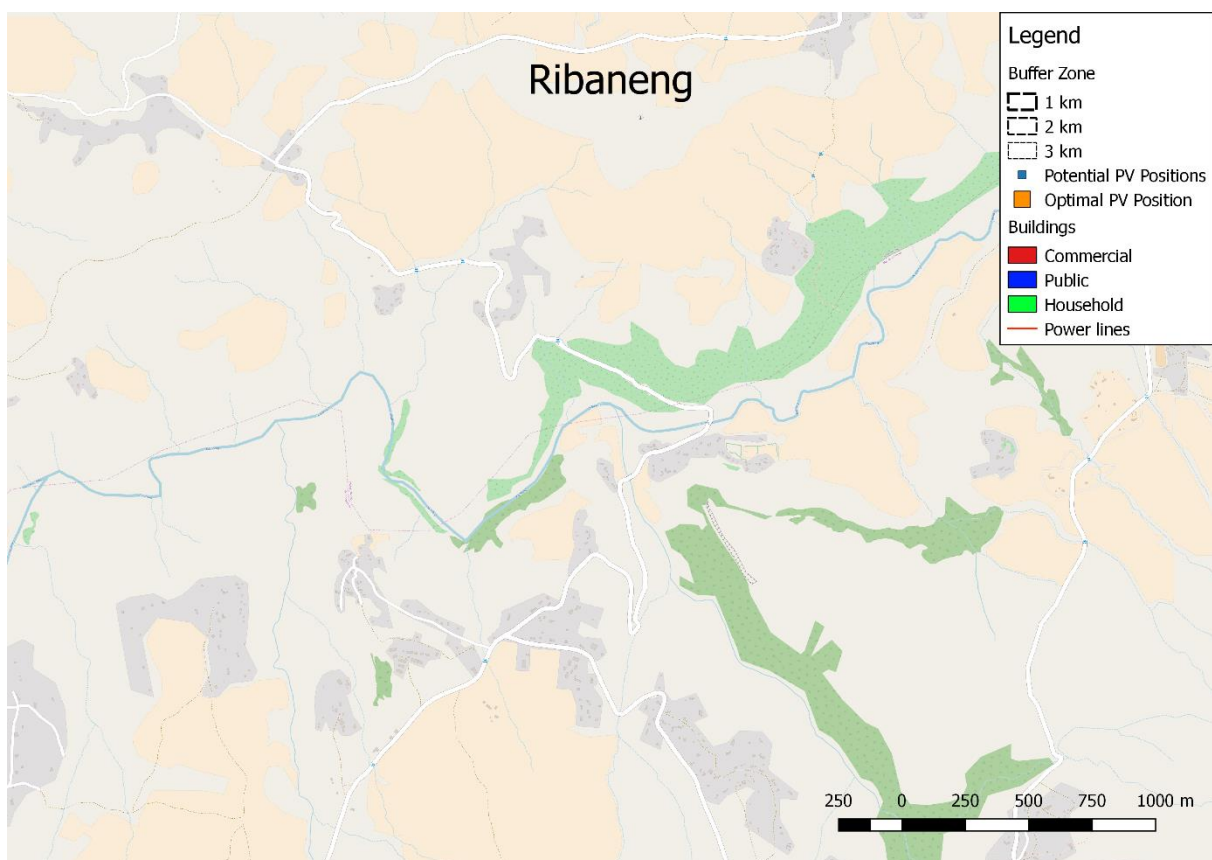 Ribaneng
Legend
Buffer Zone
1 km
2 km
3 km
Potential PV Positions
Optimal PV Position
Buildings
Commercial
Public
Household
Power lines
250 0 250 500 750 1000 m